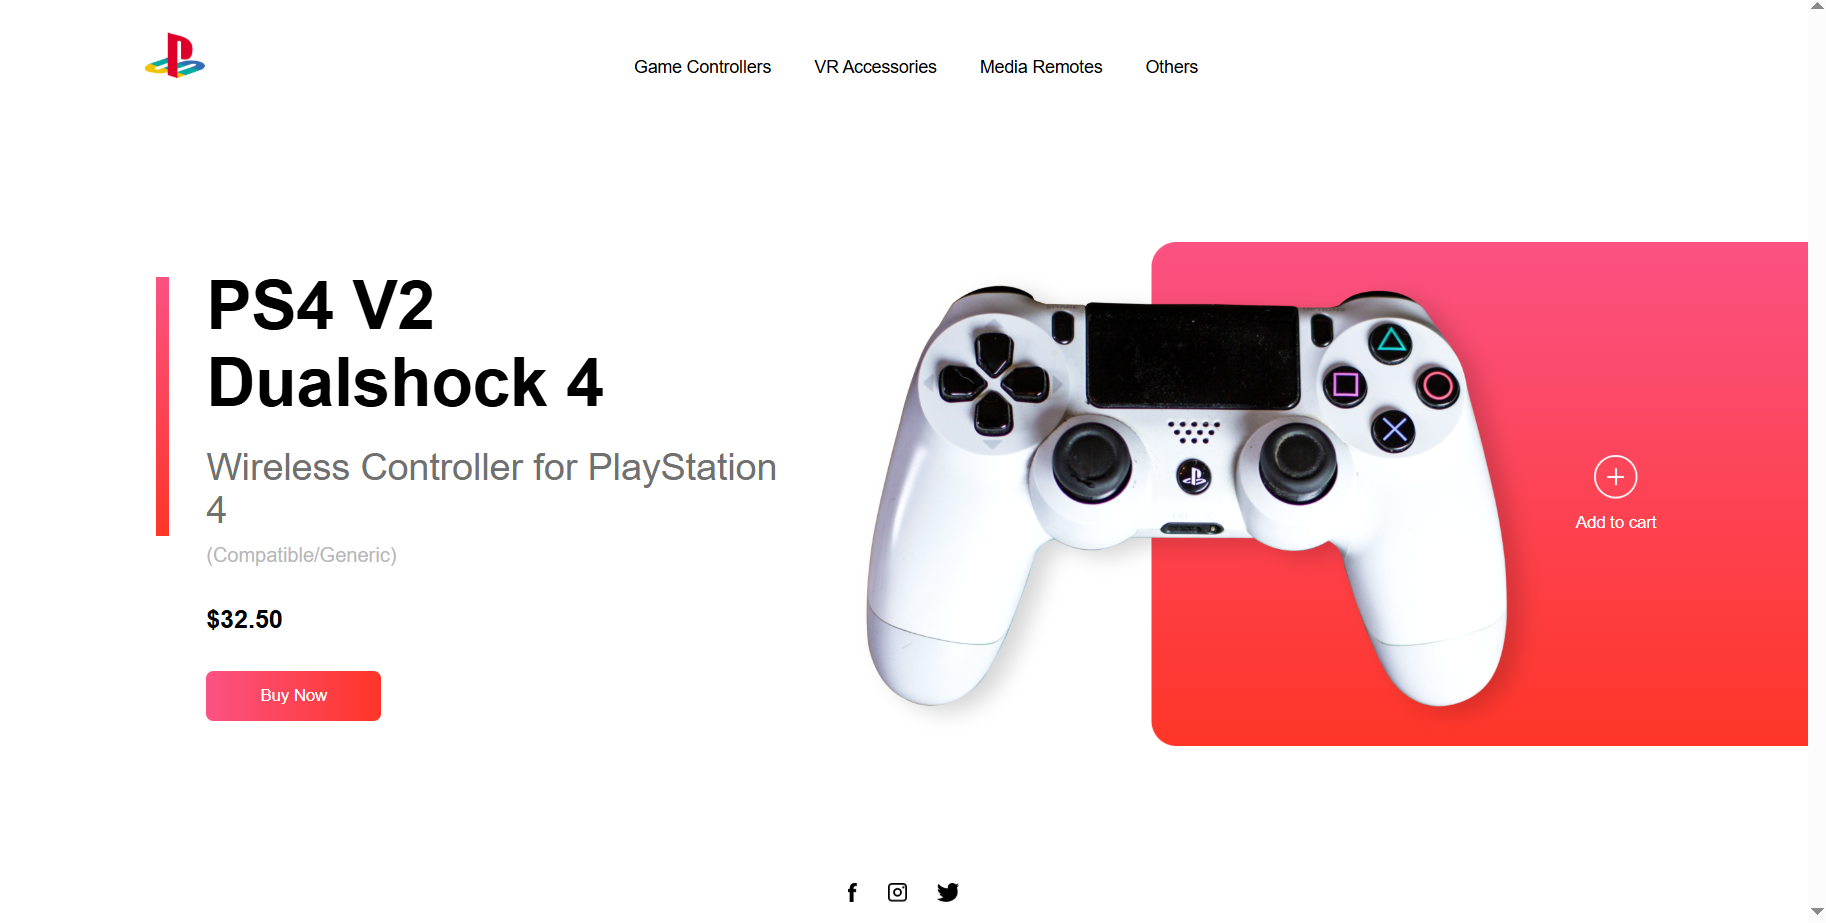 Game Controllers VR Accessories Media Remotes Others
PS4 V2
Dualshock 4
Wireless Controller for PlayStation
4
(Compatible/Generic)
$32.50
Buy Now
Add to cart